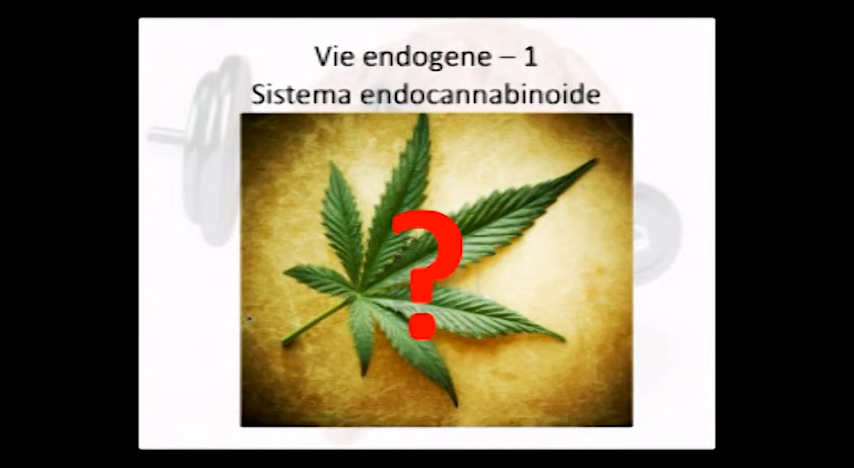 Vie endogene – 1
Sistema endocannabinoide
?